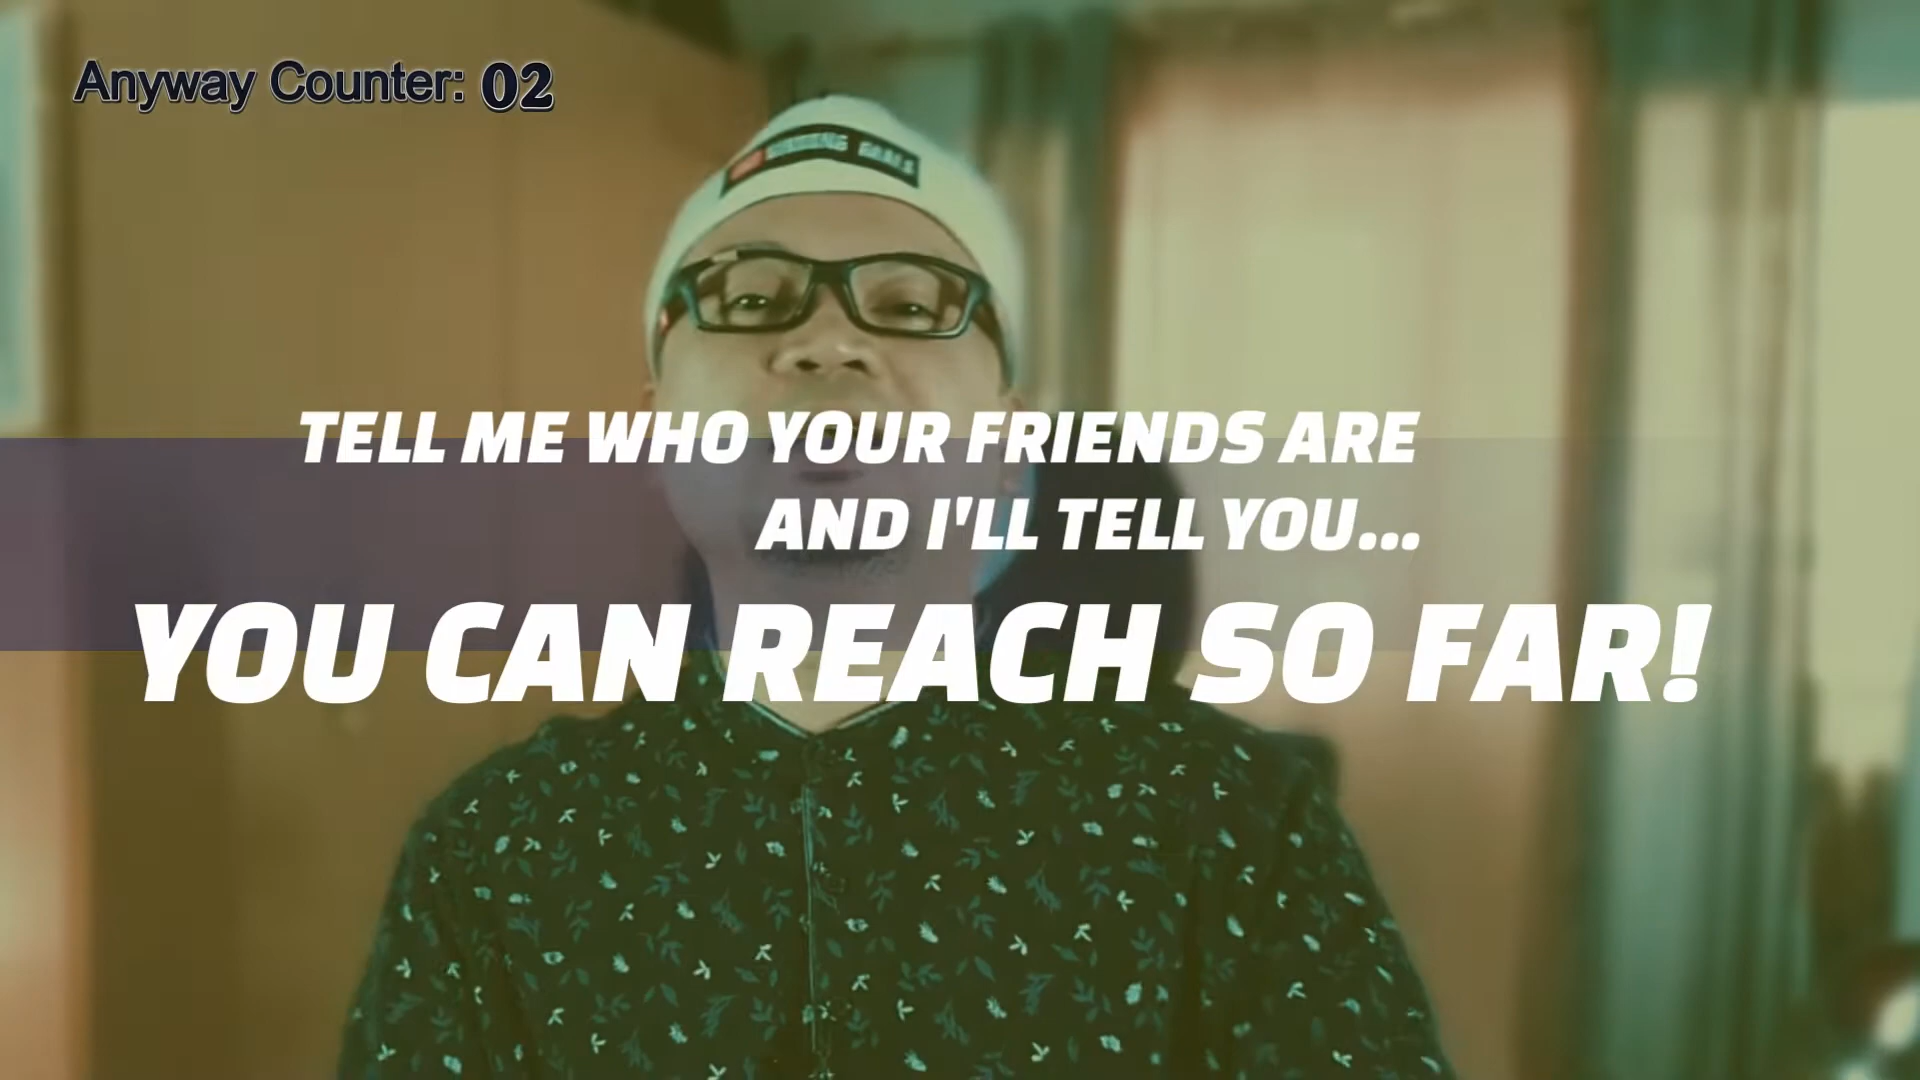 Anyway Counter: 02
TELL ME WHO YOUR FRIENDS ARE
AND I'LL TELL YOU...
YOU CAN REACH SO FAR!